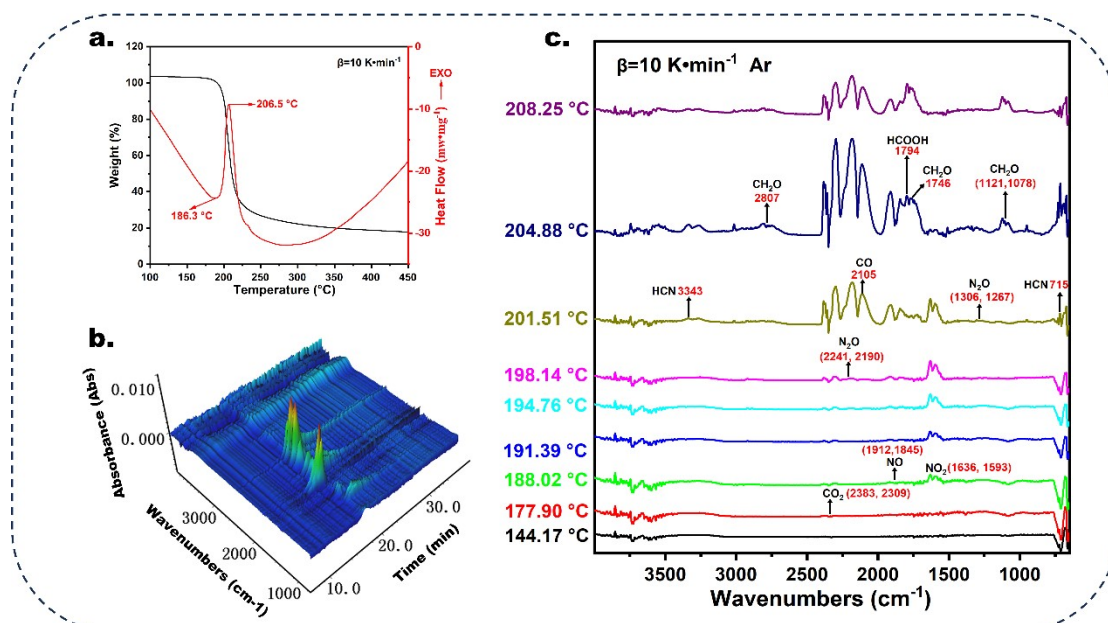 a.
β=10 K•min⁻¹
EXO
206.5 °C
186.3 °C
120
100
80
60
40
20
0
Weight (%)
0
-10
-20
-30
Heat Flow (mw•mg⁻¹)
100 150 200 250 300 350 400 450
Temperature (°C)
b.
0.010
0.000
Absorbance (Abs)
3000
2000
1000
Wavenumbers (cm-1)
10.0
20.0
30.0
Time (min)
c.
β=10 K•min⁻¹ Ar
208.25 °C
HCOOH
1794
CH₂O
1746
CH₂O
(1121,1078)
CH₂O
2807
204.88 °C
CO
2105
HCN 3343
N₂O
(1306, 1267)
HCN 715
201.51 °C
N₂O
(2241, 2190)
198.14 °C
194.76 °C
191.39 °C
(1912,1845)
NO
NO₂ (1636, 1593)
188.02 °C
CO₂ (2383, 2309)
177.90 °C
144.17 °C
3500 3000 2500 2000 1500 1000
Wavenumbers (cm⁻¹)